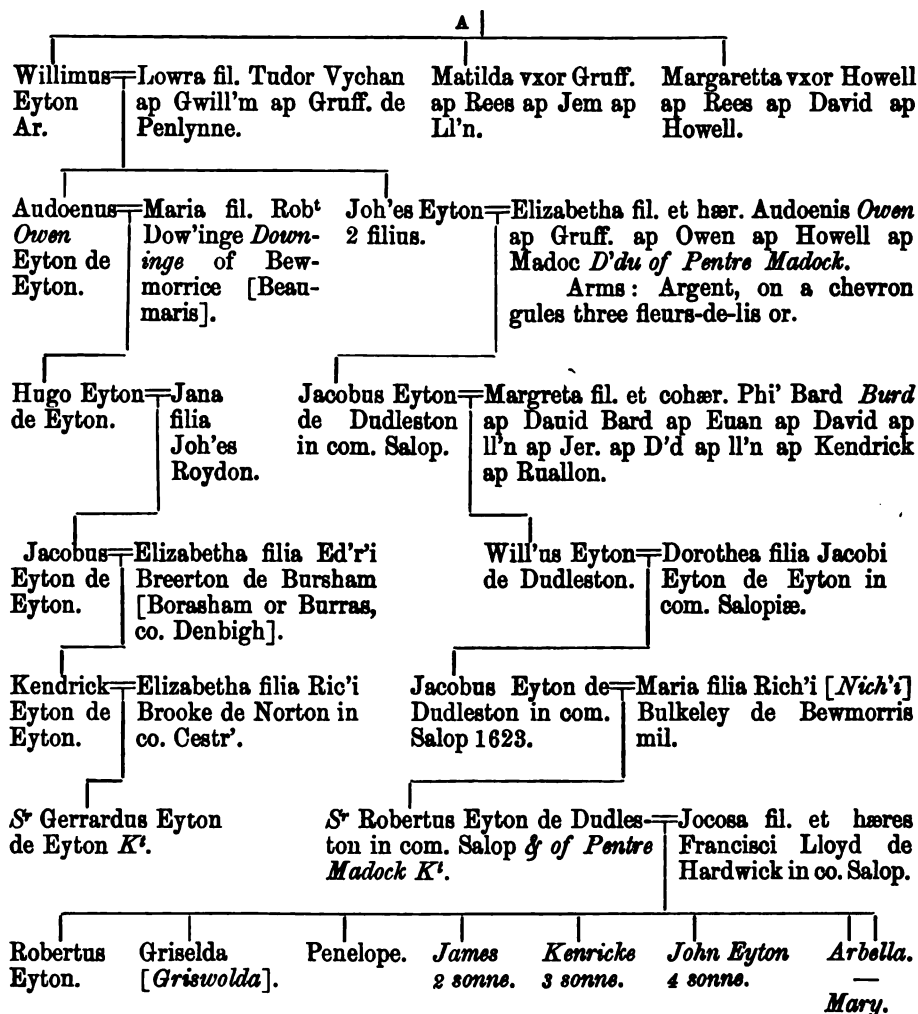 A
Willimus Eyton Ar.
Lowra fil. Tudor Vychan
ap Gwill'm ap Gruff. de
Penlynne.
Matilda vxor Gruff.
ap Rees ap Jem ap
Ll'n.
Margaretta vxor Howell
ap Rees ap David ap
Howell.
Audoenus
Owen
Eyton de
Eyton.
Maria fil. Robt
Dow'inge Down-
inge of Bew-
morrice [Beau-
maris].
Joh'es Eyton
2 filius.
Elizabetha fil. et hær. Audoenis Owen
ap Gruff. ap Owen ap Howell ap
Madoc D'du of Pentre Madock.
Arms: Argent, on a chevron
gules three fleurs-de-lis or.
Hugo Eyton
de Eyton.
Jana
filia
Joh'es
Roydon.
Jacobus Eyton
de Dudleston
in com. Salop.
Margreta fil. et cohær. Phi' Bard Burd
ap Dauid Bard ap Euan ap David ap
ll'n ap Jer. ap D'd ap ll'n ap Kendrick
ap Ruallon.
Jacobus
Eyton de
Eyton.
Elizabetha filia Ed'r'i
Breerton de Bursham
[Borasham or Burras,
co. Denbigh].
Will'us Eyton
de Dudleston.
Dorothea filia Jacobi
Eyton de Eyton in
com. Salopiæ.
Kendrick
Eyton de
Eyton.
Elizabetha filia Ric'i
Brooke de Norton in
co. Cestr'.
Jacobus Eyton de
Dudleston in com.
Salop 1623.
Maria filia Rich'i [Nich'i]
Bulkeley de Bewmorris
mil.
Sr Gerrardus Eyton
de Eyton Kt.
Sr Robertus Eyton de Dudles-
ton in com. Salop & of Pentre
Madock Kt.
Jocosa fil. et hæres
Francisci Lloyd de
Hardwick in co. Salop.
Robertus
Eyton.
Griselda
[Griswolda].
Penelope.
James
2 sonne.
Kenricke
3 sonne.
John Eyton
4 sonne.
Arbella.
—
Mary.